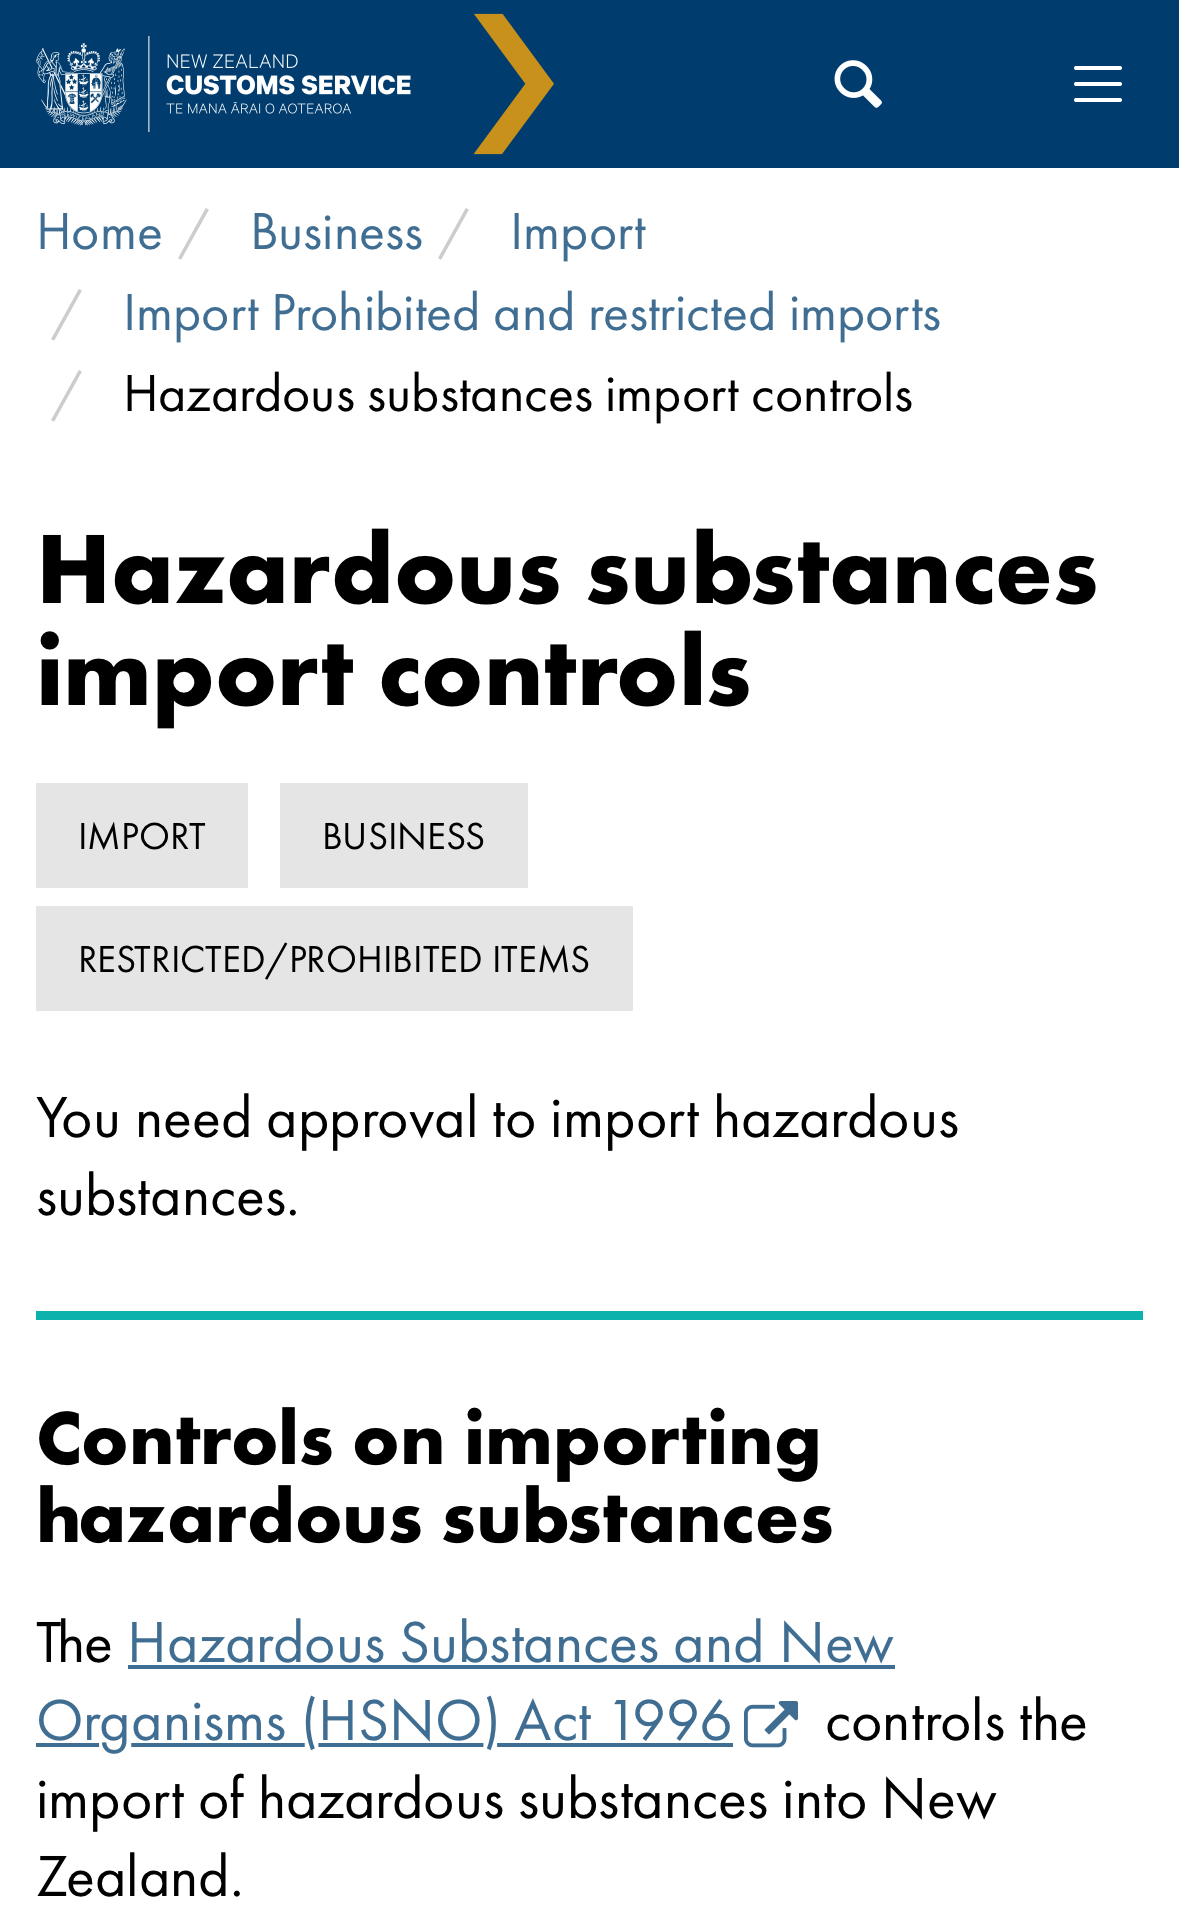 NEW ZEALAND
CUSTOMS SERVICE
TE MANA ĀRAI O AOTEAROA
Home / Business / Import
/ Import Prohibited and restricted imports
/ Hazardous substances import controls
Hazardous substances
import controls
IMPORT BUSINESS
RESTRICTED/PROHIBITED ITEMS
You need approval to import hazardous
substances.
Controls on importing
hazardous substances
The Hazardous Substances and New
Organisms (HSNO) Act 1996 controls the
import of hazardous substances into New
Zealand.